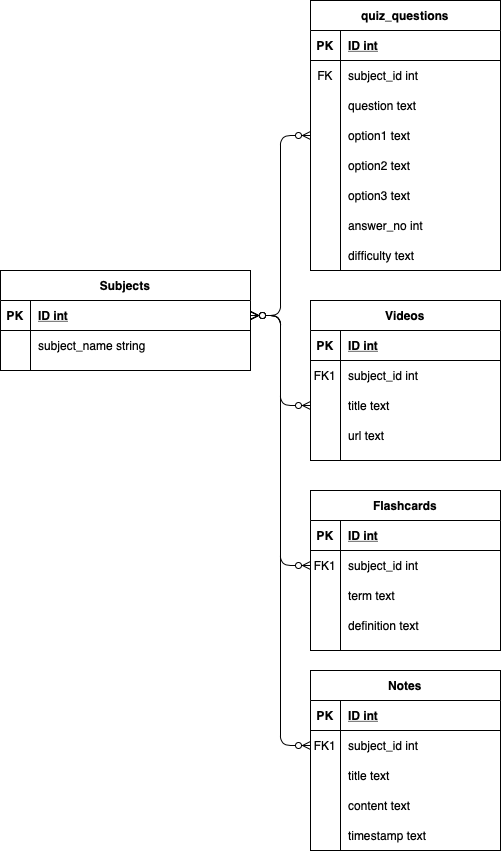 quiz_questions
PK ID int
FK subject_id int
question text
option1 text
option2 text
option3 text
answer_no int
difficulty text
Subjects
PK ID int
subject_name string
Videos
PK ID int
FK1 subject_id int
title text
url text
Flashcards
PK ID int
FK1 subject_id int
term text
definition text
Notes
PK ID int
FK1 subject_id int
title text
content text
timestamp text